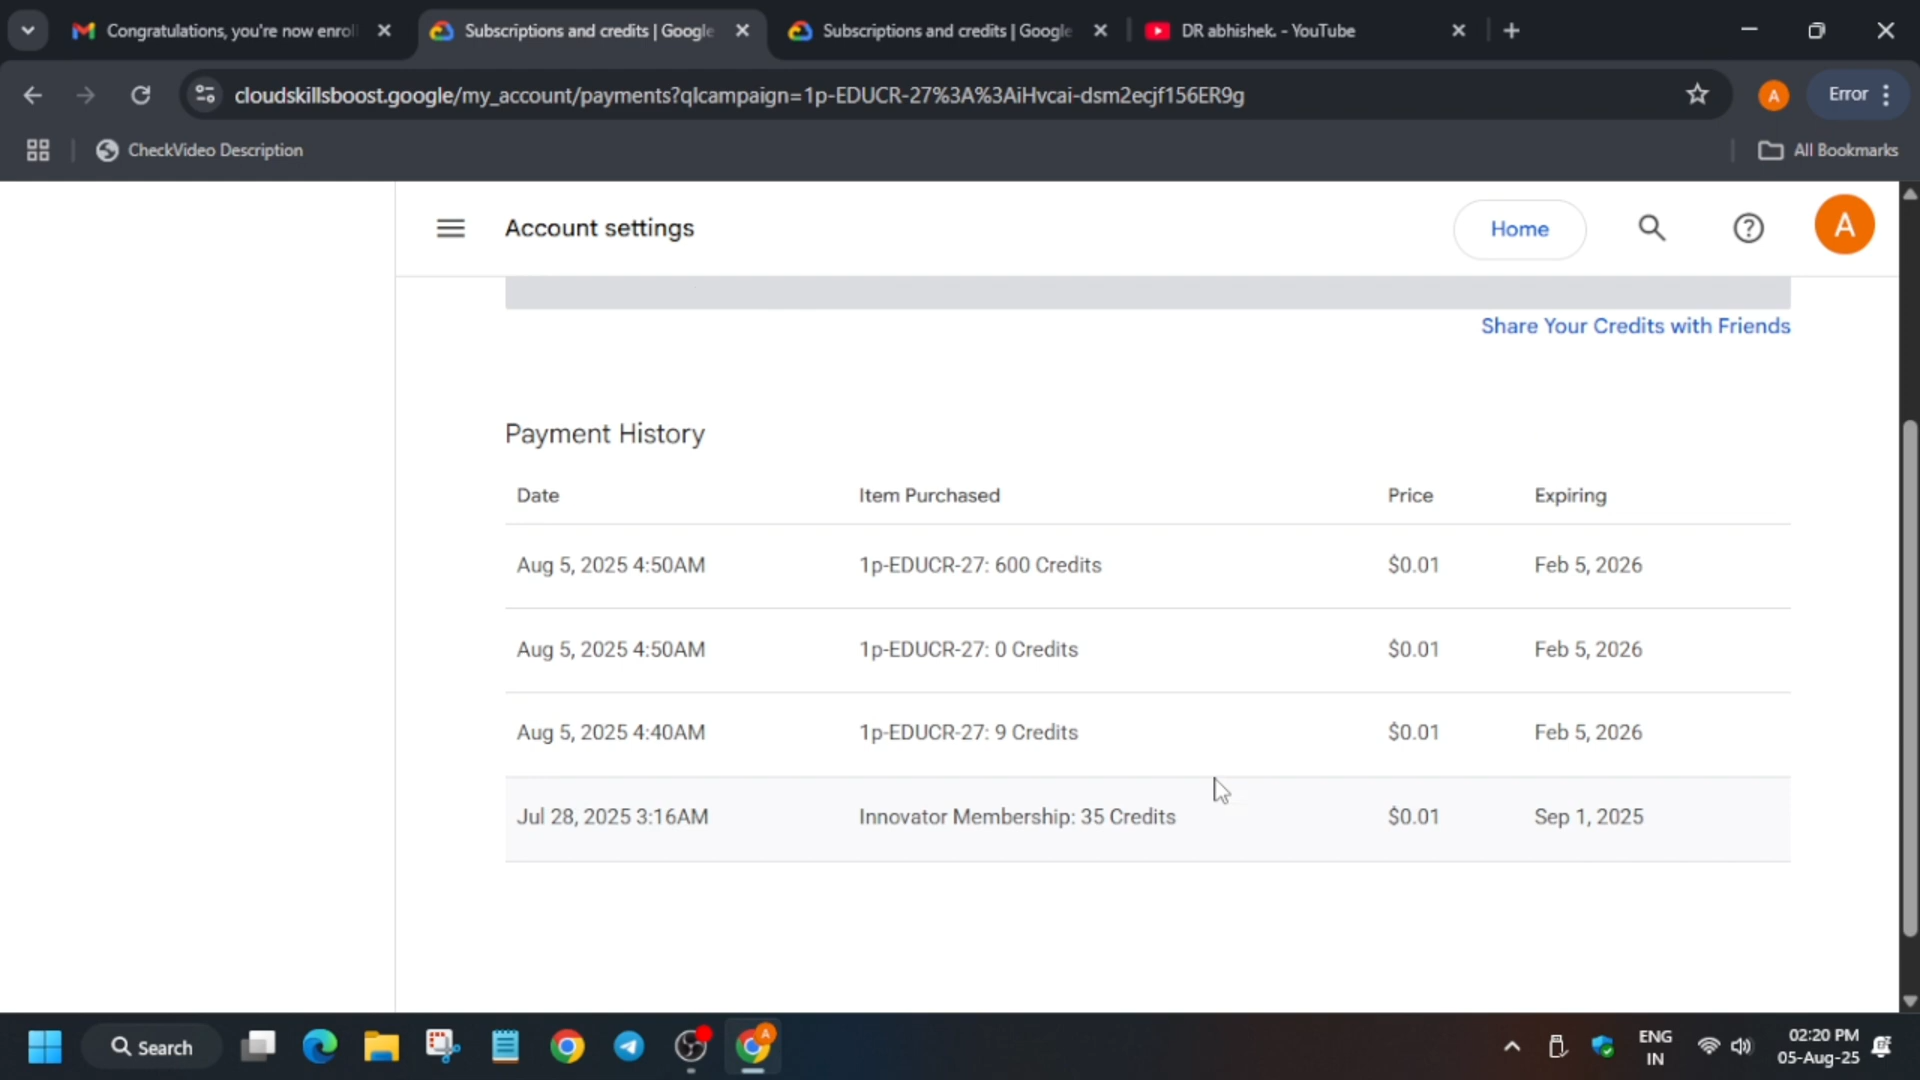 Congratulations, you're now enrol
Subscriptions and credits | Google
Subscriptions and credits | Google
DR abhishek. - YouTube
cloudskillsboost.google/my_account/payments?qlcampaign=1p-EDUCR-27%3A%3AiHvcai-dsm2ecjf156ER9g
A
Error
CheckVideo Description
All Bookmarks
Account settings
Home
A
Share Your Credits with Friends
Payment History
Date Item Purchased Price Expiring
Aug 5, 2025 4:50AM 1p-EDUCR-27: 600 Credits $0.01 Feb 5, 2026
Aug 5, 2025 4:50AM 1p-EDUCR-27: 0 Credits $0.01 Feb 5, 2026
Aug 5, 2025 4:40AM 1p-EDUCR-27: 9 Credits $0.01 Feb 5, 2026
Jul 28, 2025 3:16AM Innovator Membership: 35 Credits $0.01 Sep 1, 2025
Search
A
ENG
IN
02:20 PM
05-Aug-25